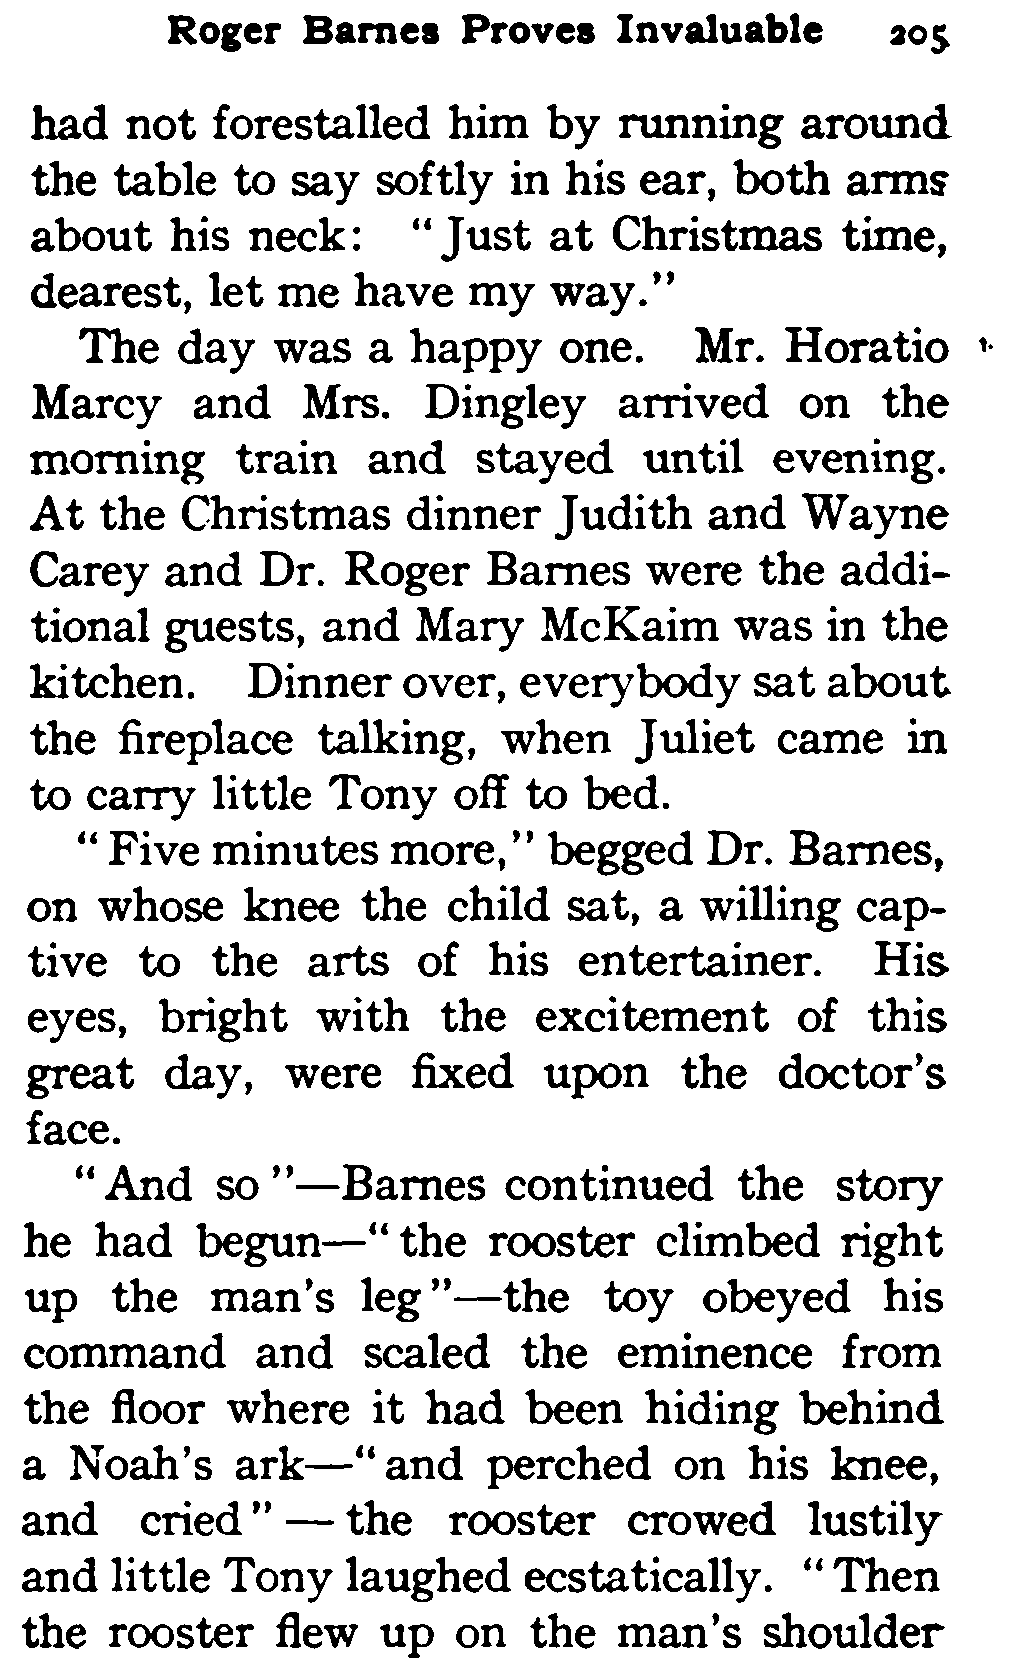 Roger Barnes Proves Invaluable 205
had not forestalled him by running around
the table to say softly in his ear, both arms
about his neck: "Just at Christmas time,
dearest, let me have my way."
The day was a happy one. Mr. Horatio
Marcy and Mrs. Dingley arrived on the
morning train and stayed until evening.
At the Christmas dinner Judith and Wayne
Carey and Dr. Roger Barnes were the addi-
tional guests, and Mary McKaim was in the
kitchen. Dinner over, everybody sat about
the fireplace talking, when Juliet came in
to carry little Tony off to bed.
"Five minutes more," begged Dr. Barnes,
on whose knee the child sat, a willing cap-
tive to the arts of his entertainer. His
eyes, bright with the excitement of this
great day, were fixed upon the doctor's
face.
"And so"—Barnes continued the story
he had begun—"the rooster climbed right
up the man's leg"—the toy obeyed his
command and scaled the eminence from
the floor where it had been hiding behind
a Noah's ark—"and perched on his knee,
and cried" — the rooster crowed lustily
and little Tony laughed ecstatically. "Then
the rooster flew up on the man's shoulder